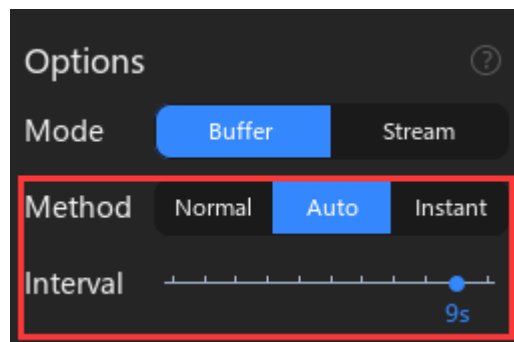 Options ?
Mode Buffer Stream
Method Normal Auto Instant
Interval
9s